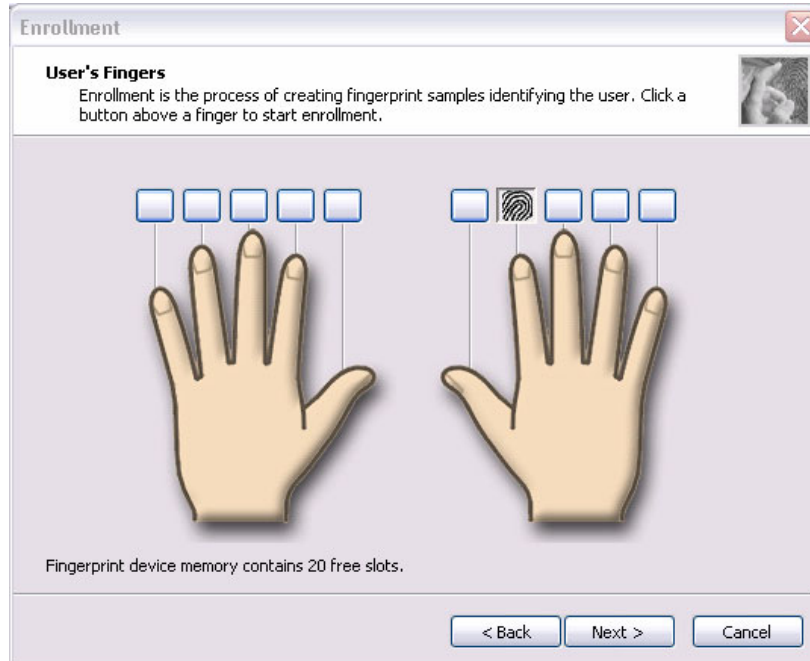 Enrollment
User's Fingers
Enrollment is the process of creating fingerprint samples identifying the user. Click a
button above a finger to start enrollment.
Fingerprint device memory contains 20 free slots.
< Back
Next >
Cancel